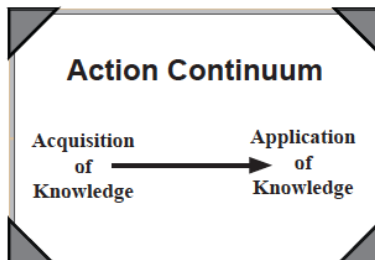 Action Continuum
Acquisition
of
Knowledge
Application
of
Knowledge